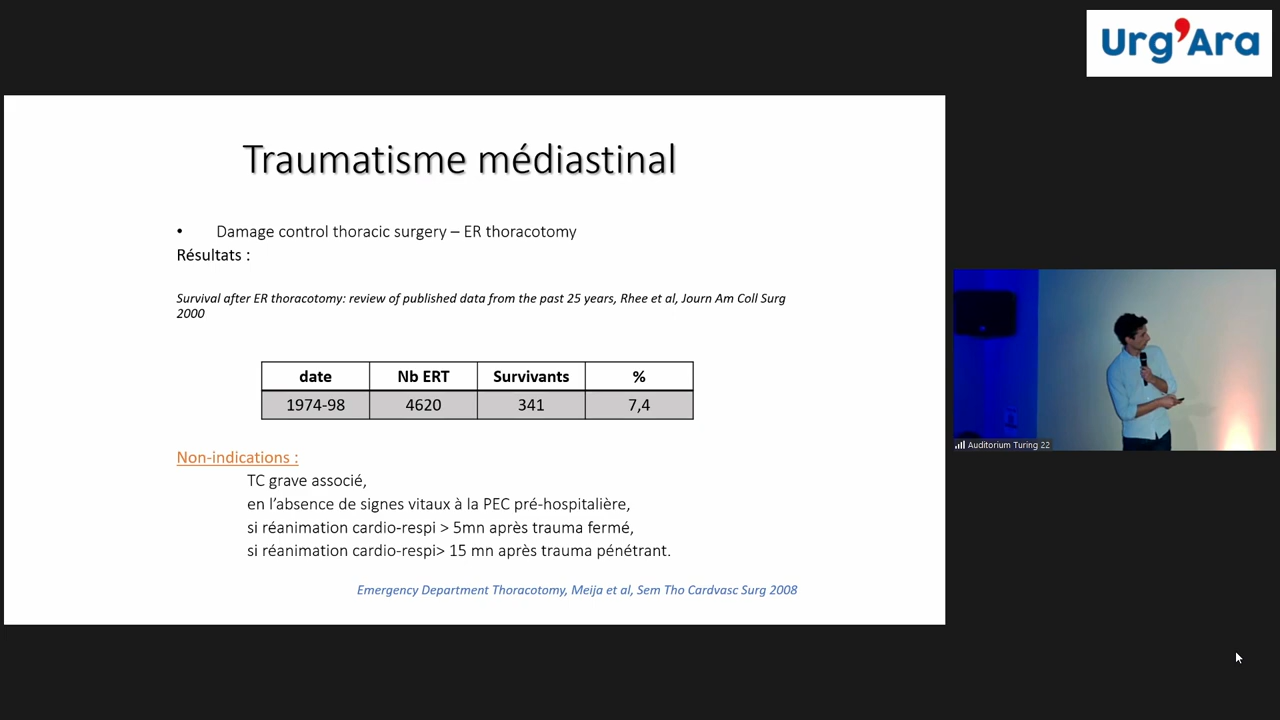 Urg'Ara
Traumatisme médiastinal
• Damage control thoracic surgery – ER thoracotomy
Résultats :
Survival after ER thoracotomy: review of published data from the past 25 years, Rhee et al, Journ Am Coll Surg
2000
date Nb ERT Survivants %
1974-98 4620 341 7,4
Non-indications :
TC grave associé,
en l'absence de signes vitaux à la PEC pré-hospitalière,
si réanimation cardio-respi > 5mn après trauma fermé,
si réanimation cardio-respi> 15 mn après trauma pénétrant.
Emergency Department Thoracotomy, Meija et al, Sem Tho Cardvasc Surg 2008
Auditorium Turing 22